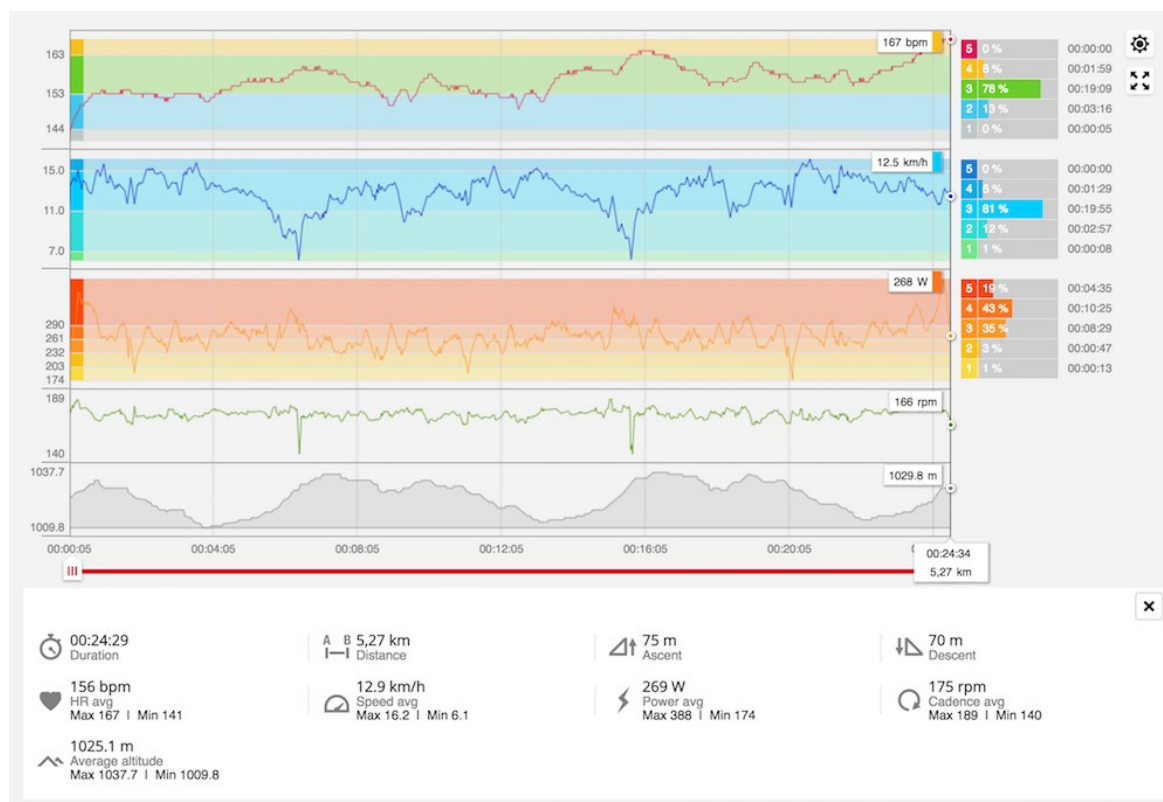 163
153
144
167 bpm
5 0 % 00:00:00
4 8 % 00:01:59
3 78 % 00:19:09
2 13 % 00:03:16
1 0 % 00:00:05
15.0
11.0
7.0
12.5 km/h
5 0 % 00:00:00
4 6 % 00:01:29
3 81 % 00:19:55
2 12 % 00:02:57
1 1 % 00:00:08
290
261
232
203
174
268 W
5 19 % 00:04:35
4 43 % 00:10:25
3 35 % 00:08:29
2 3 % 00:00:47
1 1 % 00:00:13
189
140
166 rpm
1037.7
1009.8
1029.8 m
00:00:05 00:04:05 00:08:05 00:12:05 00:16:05 00:20:05
00:24:34
5,27 km
00:24:29
Duration
A B 5,27 km
Distance
75 m
Ascent
70 m
Descent
156 bpm
HR avg
Max 167 | Min 141
12.9 km/h
Speed avg
Max 16.2 | Min 6.1
269 W
Power avg
Max 388 | Min 174
175 rpm
Cadence avg
Max 189 | Min 140
1025.1 m
Average altitude
Max 1037.7 | Min 1009.8